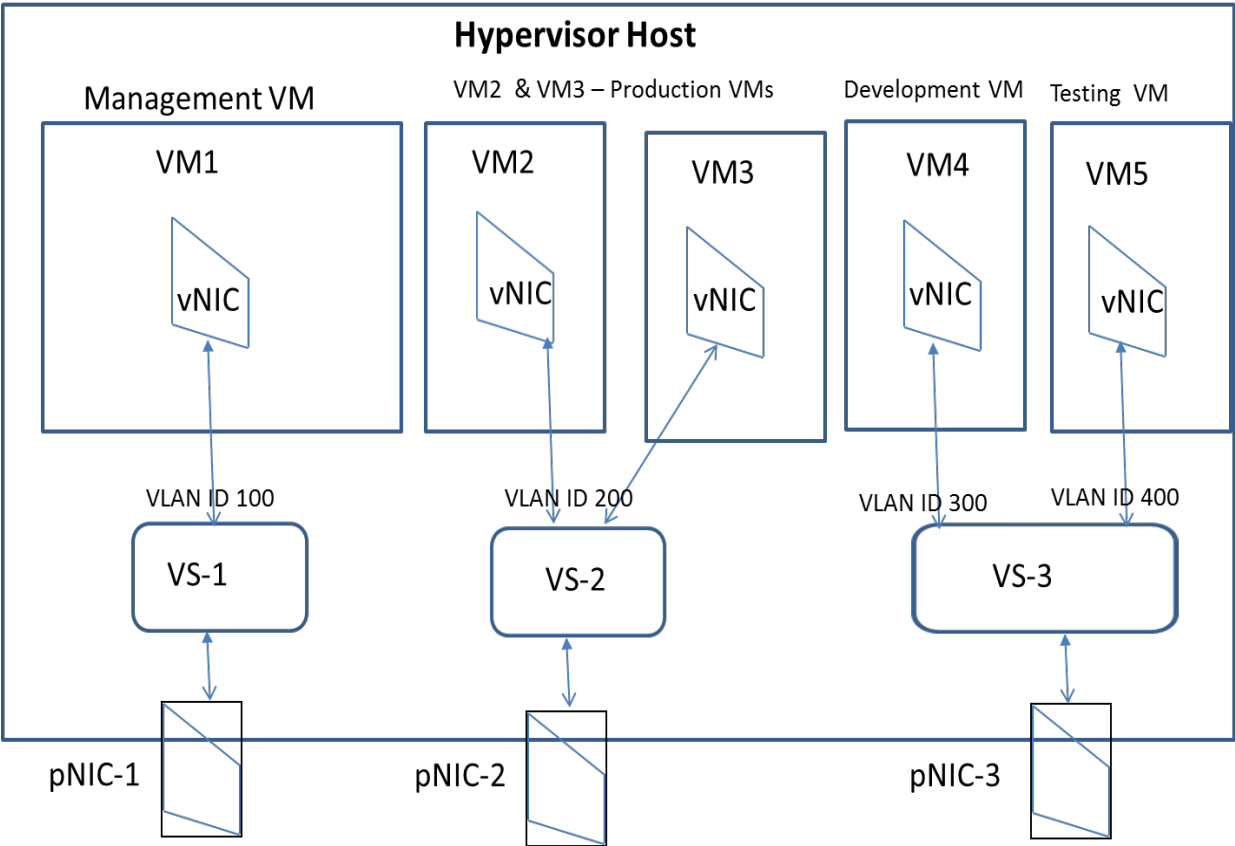 Hypervisor Host
Management VM
VM2 & VM3 – Production VMs
Development VM
Testing VM
VM1
VM2
VM3
VM4
VM5
vNIC
vNIC
vNIC
vNIC
vNIC
VLAN ID 100
VLAN ID 200
VLAN ID 300
VLAN ID 400
VS-1
VS-2
VS-3
pNIC-1
pNIC-2
pNIC-3